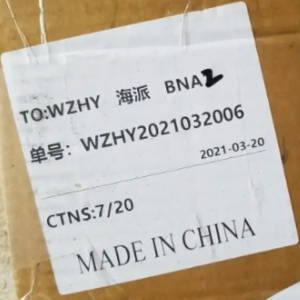 TO:WZHY 海派 BNA2
单号: WZHY2021032006
2021-03-20
CTNS:7/20
MADE IN CHINA